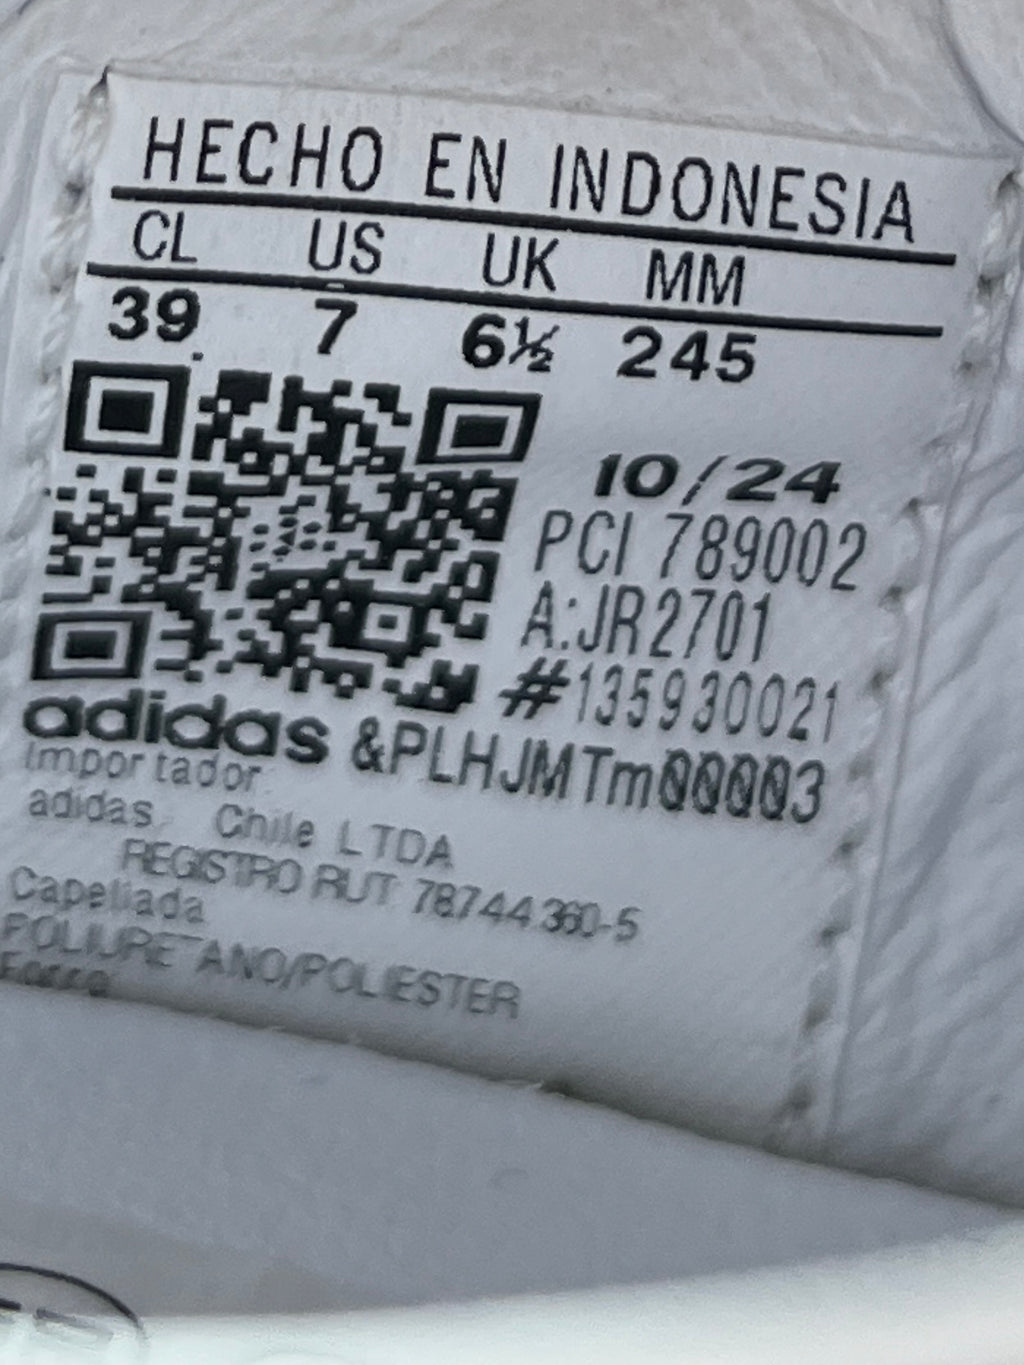 HECHO EN INDONESIA
CL US UK MM
39 7 6½ 245
10/24
PCI 789002
A:JR2701
#135930021
adidas &PLHJMTm00003
Importador
adidas Chile LTDA
REGISTRO RUT 78744360-5
Capellada
POLIURETANO/POLIESTER